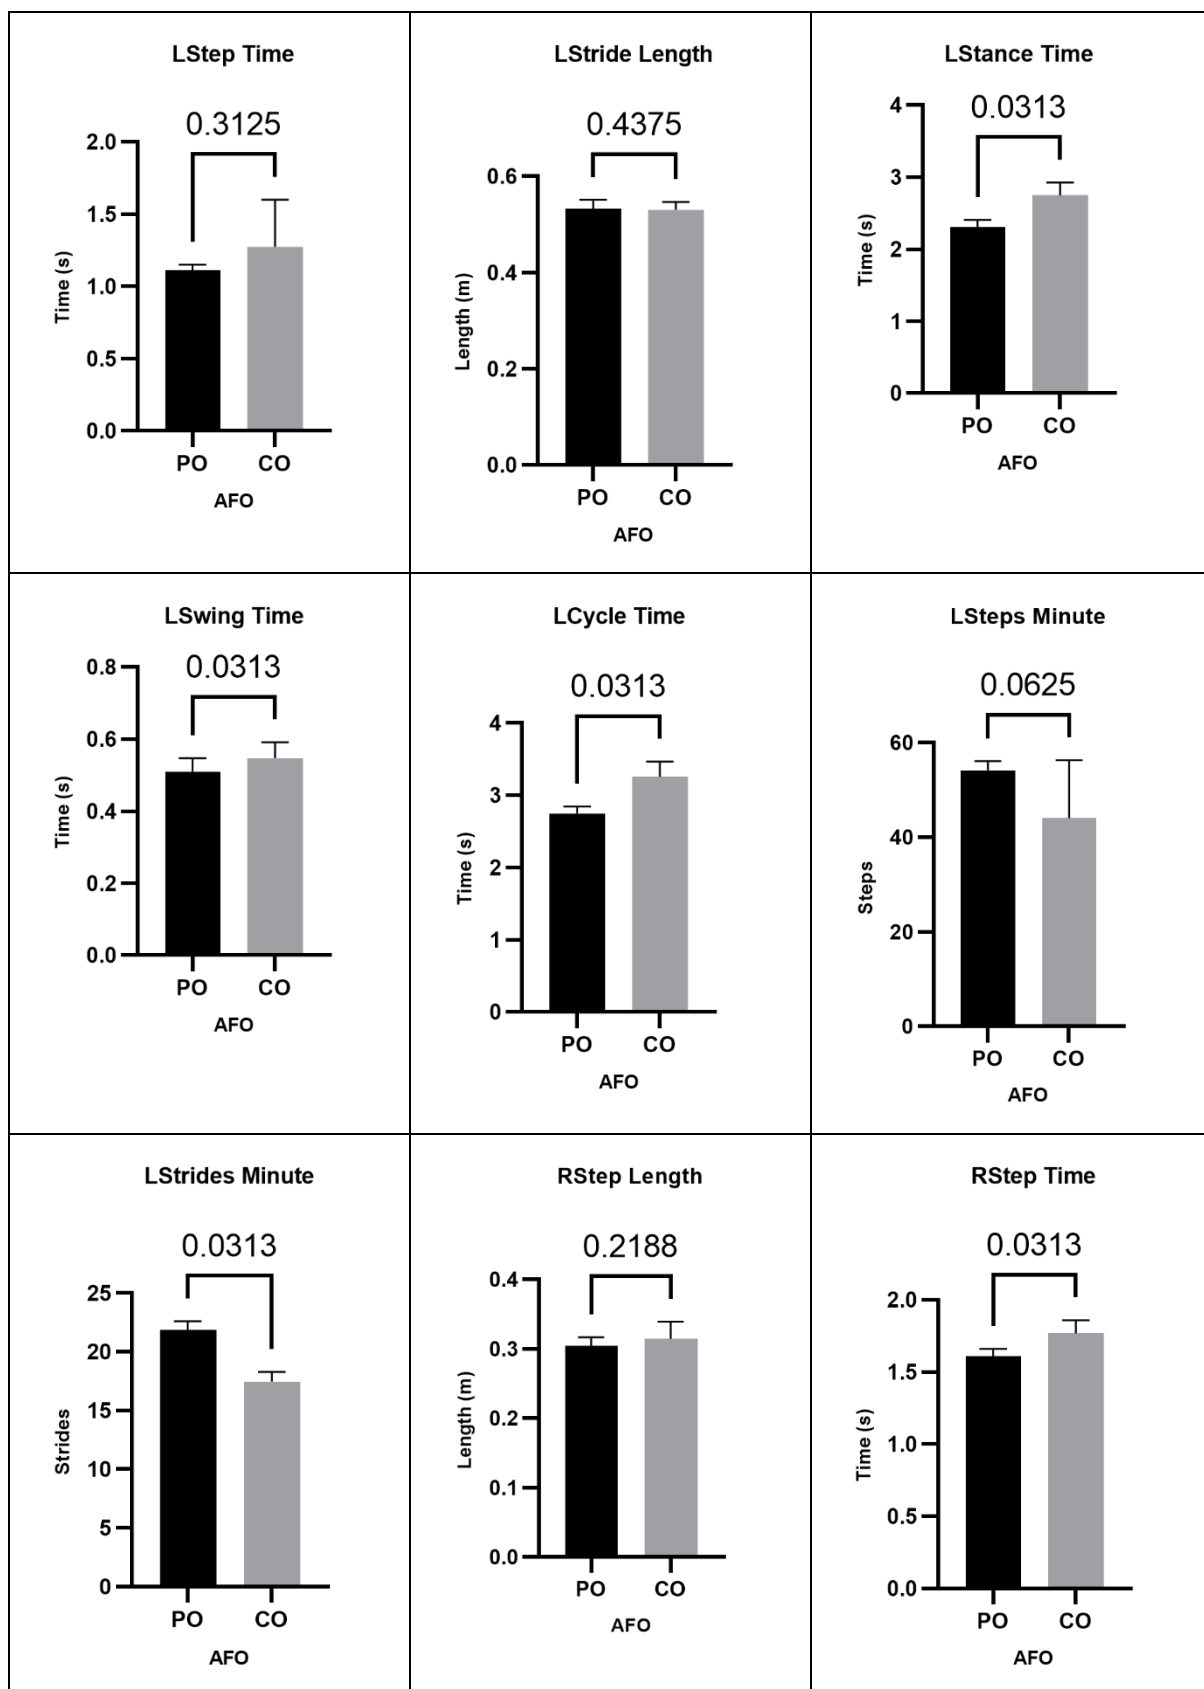 LStep Time
0.3125
2.0
1.5
1.0
0.5
0.0
Time (s)
PO CO
AFO
LStride Length
0.4375
0.6
0.4
0.2
0.0
Length (m)
PO CO
AFO
LStance Time
0.0313
4
3
2
1
0
Time (s)
PO CO
AFO
LSwing Time
0.0313
0.8
0.6
0.4
0.2
0.0
Time (s)
PO CO
AFO
LCycle Time
0.0313
4
3
2
1
0
Time (s)
PO CO
AFO
LSteps Minute
0.0625
60
40
20
0
Steps
PO CO
AFO
LStrides Minute
0.0313
25
20
15
10
5
0
Strides
PO CO
AFO
RStep Length
0.2188
0.4
0.3
0.2
0.1
0.0
Length (m)
PO CO
AFO
RStep Time
0.0313
2.0
1.5
1.0
0.5
0.0
Time (s)
PO CO
AFO